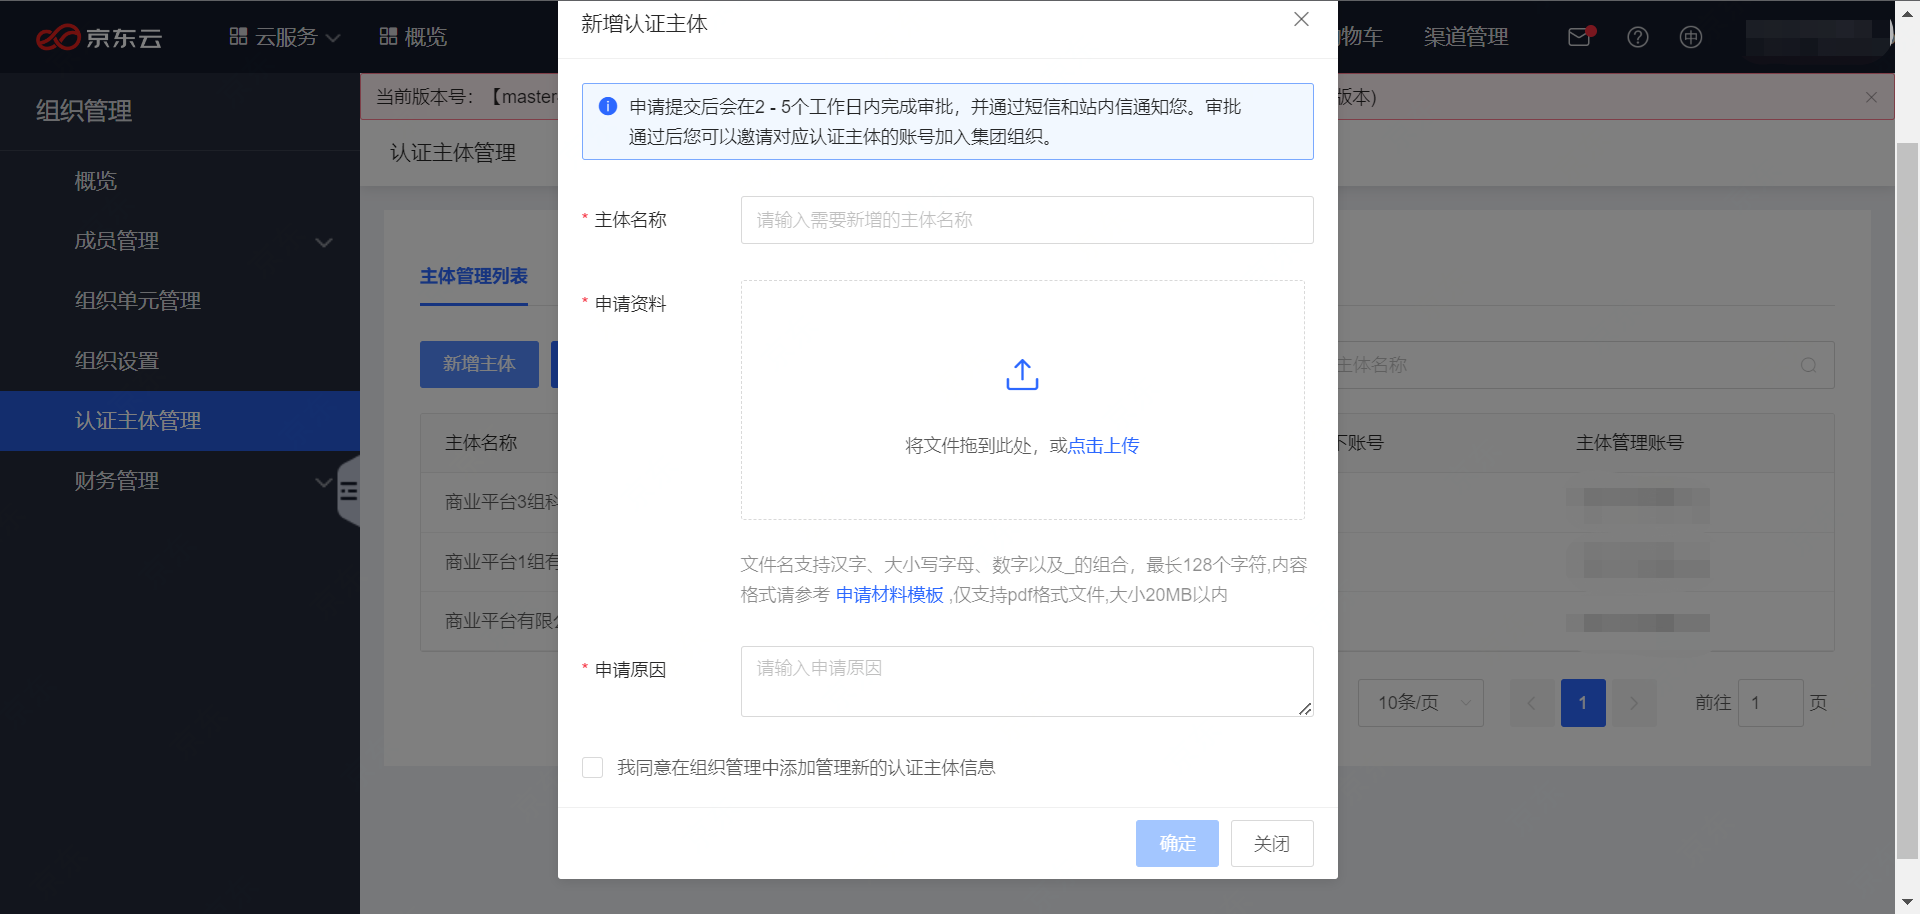 京东云
云服务
概览
物车
渠道管理
组织管理
概览
成员管理
组织单元管理
组织设置
认证主体管理
财务管理
当前版本号：【master
版本)
认证主体管理
主体管理列表
新增主体
主体名称
主体名称
下账号
主体管理账号
商业平台3组科
商业平台1组有
商业平台有限
10条/页
1
前往
1
页
新增认证主体
申请提交后会在2 - 5个工作日内完成审批，并通过短信和站内信通知您。审批
通过后您可以邀请对应认证主体的账号加入集团组织。
* 主体名称
请输入需要新增的主体名称
* 申请资料
将文件拖到此处，或点击上传
文件名支持汉字、大小写字母、数字以及_的组合，最长128个字符,内容
格式请参考 申请材料模板 ,仅支持pdf格式文件,大小20MB以内
* 申请原因
请输入申请原因
我同意在组织管理中添加管理新的认证主体信息
确定
关闭